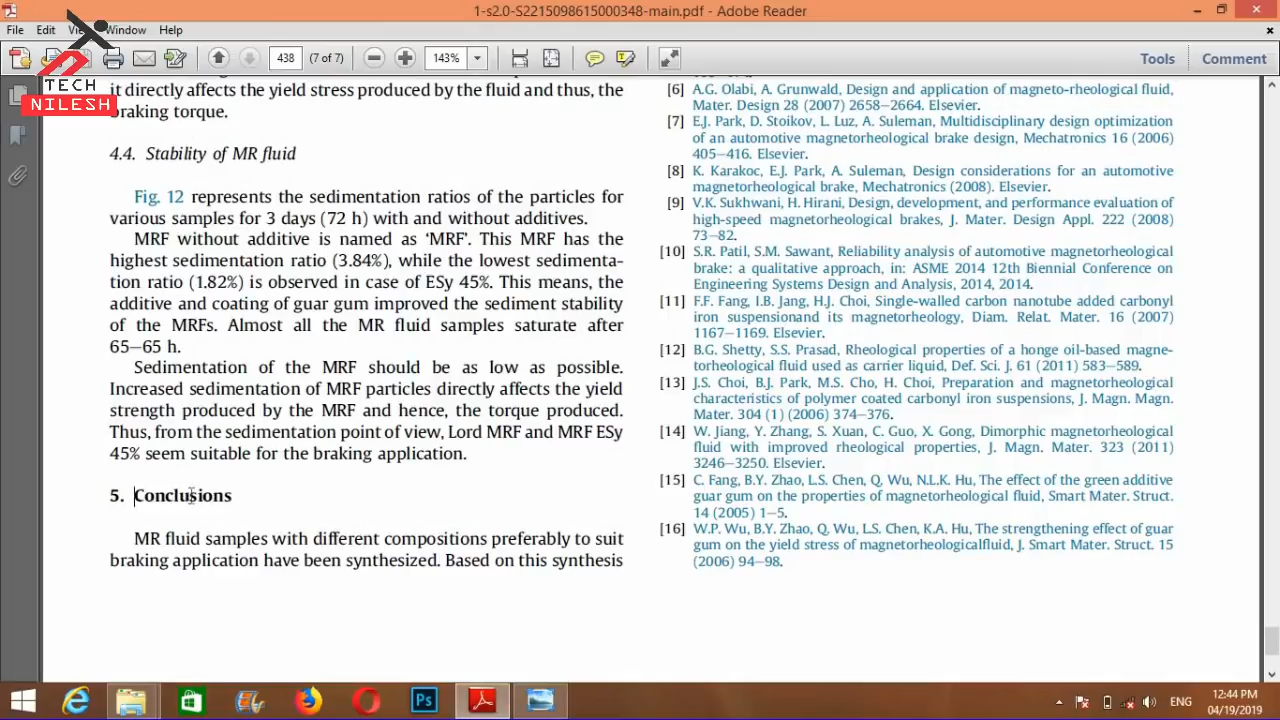 1-s2.0-S2215098615000348-main.pdf - Adobe Reader
File Edit Window Help
438 (7 of 7) 143% Tools Comment
TECH
NILESH
it directly affects the yield stress produced by the fluid and thus, the
braking torque.
4.4. Stability of MR fluid
Fig. 12 represents the sedimentation ratios of the particles for
various samples for 3 days (72 h) with and without additives.
MRF without additive is named as ‘MRF’. This MRF has the
highest sedimentation ratio (3.84%), while the lowest sedimenta-
tion ratio (1.82%) is observed in case of ESy 45%. This means, the
additive and coating of guar gum improved the sediment stability
of the MRFs. Almost all the MR fluid samples saturate after
65–65 h.
Sedimentation of the MRF should be as low as possible.
Increased sedimentation of MRF particles directly affects the yield
strength produced by the MRF and hence, the torque produced.
Thus, from the sedimentation point of view, Lord MRF and MRF ESy
45% seem suitable for the braking application.
5. Conclusions
MR fluid samples with different compositions preferably to suit
braking application have been synthesized. Based on this synthesis
[6] A.G. Olabi, A. Grunwald, Design and application of magneto-rheological fluid,
Mater. Design 28 (2007) 2658–2664. Elsevier.
[7] E.J. Park, D. Stoikov, L. Luz, A. Suleman, Multidisciplinary design optimization
of an automotive magnetorheological brake design, Mechatronics 16 (2006)
405–416. Elsevier.
[8] K. Karakoc, E.J. Park, A. Suleman, Design considerations for an automotive
magnetorheological brake, Mechatronics (2008). Elsevier.
[9] V.K. Sukhwani, H. Hirani, Design, development, and performance evaluation of
high-speed magnetorheological brakes, J. Mater. Design Appl. 222 (2008)
73–82.
[10] S.R. Patil, S.M. Sawant, Reliability analysis of automotive magnetorheological
brake: a qualitative approach, in: ASME 2014 12th Biennial Conference on
Engineering Systems Design and Analysis, 2014, 2014.
[11] F.F. Fang, I.B. Jang, H.J. Choi, Single-walled carbon nanotube added carbonyl
iron suspensionand its magnetorheology, Diam. Relat. Mater. 16 (2007)
1167–1169. Elsevier.
[12] B.G. Shetty, S.S. Prasad, Rheological properties of a honge oil-based magne-
torheological fluid used as carrier liquid, Def. Sci. J. 61 (2011) 583–589.
[13] J.S. Choi, B.J. Park, M.S. Cho, H. Choi, Preparation and magnetorheological
characteristics of polymer coated carbonyl iron suspensions, J. Magn. Magn.
Mater. 304 (1) (2006) 374–376.
[14] W. Jiang, Y. Zhang, S. Xuan, C. Guo, X. Gong, Dimorphic magnetorheological
fluid with improved rheological properties, J. Magn. Mater. 323 (2011)
3246–3250. Elsevier.
[15] C. Fang, B.Y. Zhao, L.S. Chen, Q. Wu, N.L.K. Hu, The effect of the green additive
guar gum on the properties of magnetorheological fluid, Smart Mater. Struct.
14 (2005) 1–5.
[16] W.P. Wu, B.Y. Zhao, Q. Wu, L.S. Chen, K.A. Hu, The strengthening effect of guar
gum on the yield stress of magnetorheologicalfluid, J. Smart Mater. Struct. 15
(2006) 94–98.
Ps
ENG
12:44 PM
04/19/2019